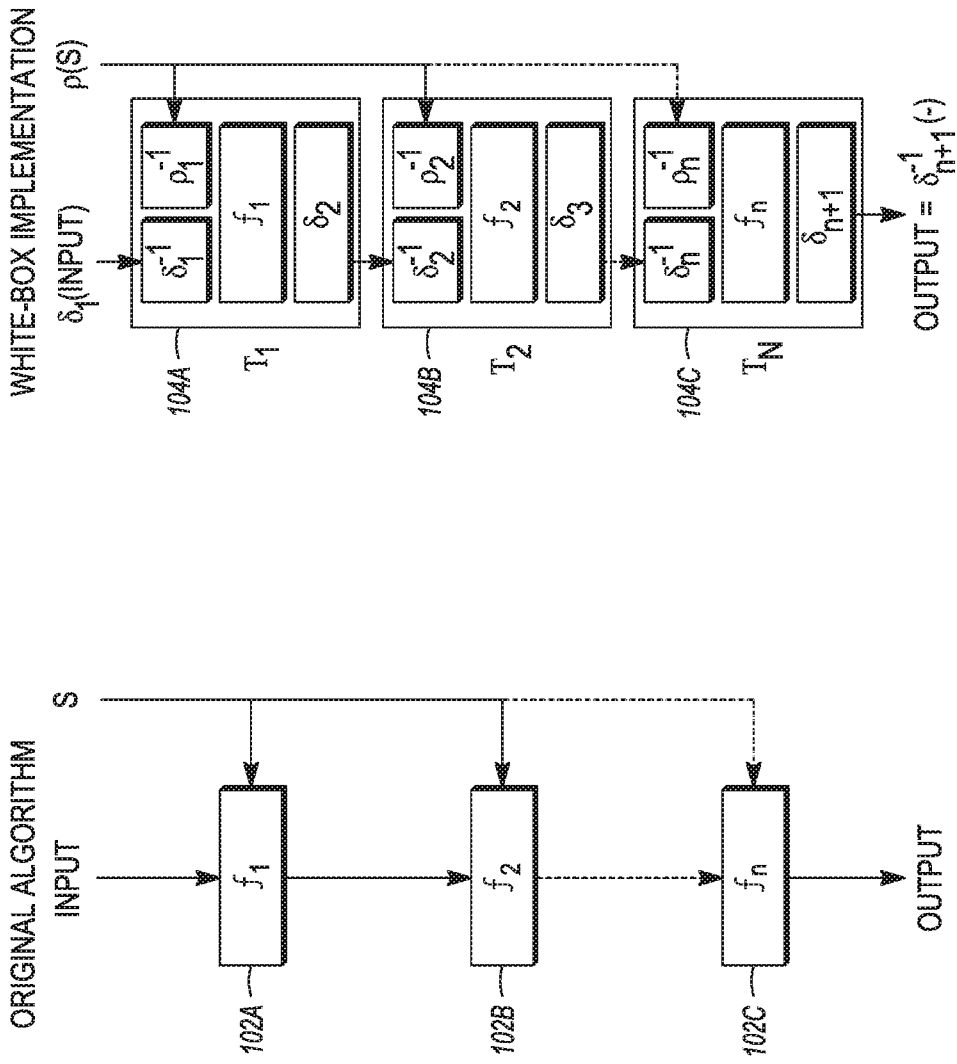 ORIGINAL ALGORITHM
INPUT
S
102A
f₁
102B
f₂
102C
fₙ
OUTPUT
WHITE-BOX IMPLEMENTATION
δ₁(INPUT)
ρ(S)
104A
δ₁⁻¹
ρ₁⁻¹
f₁
δ₂
T₁
104B
δ₂⁻¹
ρ₂⁻¹
f₂
δ₃
T₂
104C
δₙ⁻¹
ρₙ⁻¹
fₙ
δₙ₊₁
T_N
OUTPUT = δₙ₊₁⁻¹(-)